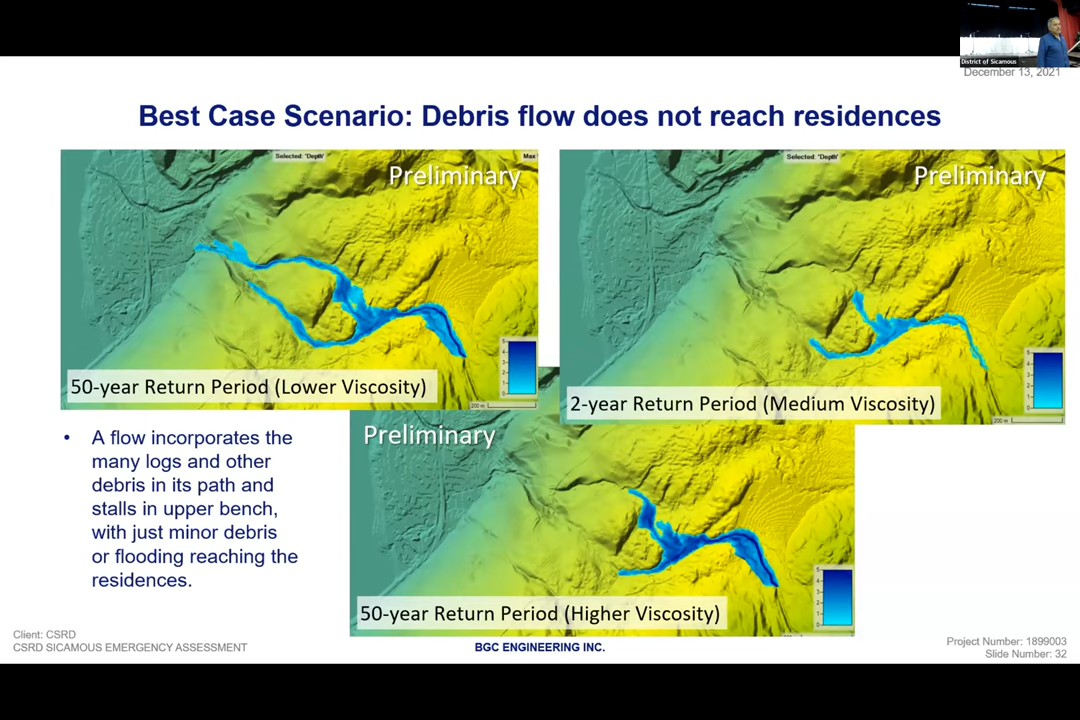 District of Sicamous
December 13, 2021
Best Case Scenario: Debris flow does not reach residences
Selected: 'Depth'
Max
Preliminary
50-year Return Period (Lower Viscosity)
200 m
Selected: 'Depth'
Preliminary
2-year Return Period (Medium Viscosity)
200 m
Preliminary
50-year Return Period (Higher Viscosity)
• A flow incorporates the
many logs and other
debris in its path and
stalls in upper bench,
with just minor debris
or flooding reaching the
residences.
Client: CSRD
CSRD SICAMOUS EMERGENCY ASSESSMENT
BGC ENGINEERING INC.
Project Number: 1899003
Slide Number: 32